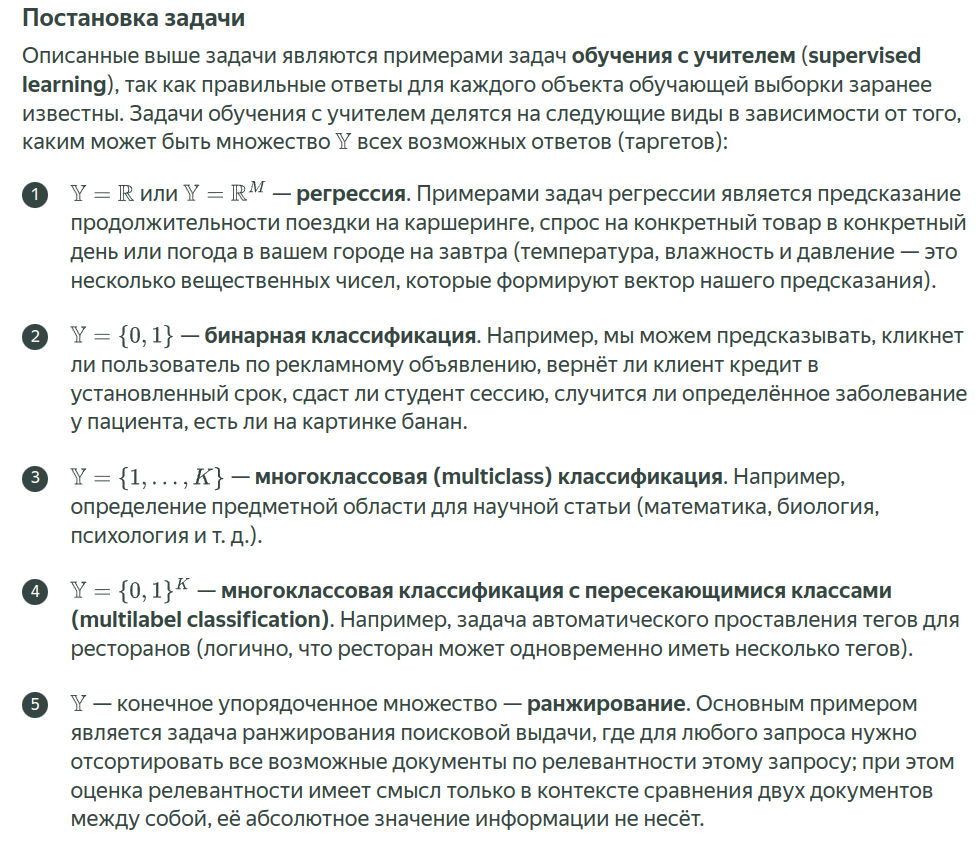 Постановка задачи
Описанные выше задачи являются примерами задач обучения с учителем (supervised
learning), так как правильные ответы для каждого объекта обучающей выборки заранее
известны. Задачи обучения с учителем делятся на следующие виды в зависимости от того,
каким может быть множество 𝕐 всех возможных ответов (таргетов):
1 𝕐 = ℝ или 𝕐 = ℝ^M — регрессия. Примерами задач регрессии является предсказание
продолжительности поездки на каршеринге, спрос на конкретный товар в конкретный
день или погода в вашем городе на завтра (температура, влажность и давление — это
несколько вещественных чисел, которые формируют вектор нашего предсказания).
2 𝕐 = {0, 1} — бинарная классификация. Например, мы можем предсказывать, кликнет
ли пользователь по рекламному объявлению, вернёт ли клиент кредит в
установленный срок, сдаст ли студент сессию, случится ли определённое заболевание
у пациента, есть ли на картинке банан.
3 𝕐 = {1, ..., K} — многоклассовая (multiclass) классификация. Например,
определение предметной области для научной статьи (математика, биология,
психология и т. д.).
4 𝕐 = {0, 1}^K — многоклассовая классификация с пересекающимися классами
(multilabel classification). Например, задача автоматического проставления тегов для
ресторанов (логично, что ресторан может одновременно иметь несколько тегов).
5 𝕐 — конечное упорядоченное множество — ранжирование. Основным примером
является задача ранжирования поисковой выдачи, где для любого запроса нужно
отсортировать все возможные документы по релевантности этому запросу; при этом
оценка релевантности имеет смысл только в контексте сравнения двух документов
между собой, её абсолютное значение информации не несёт.